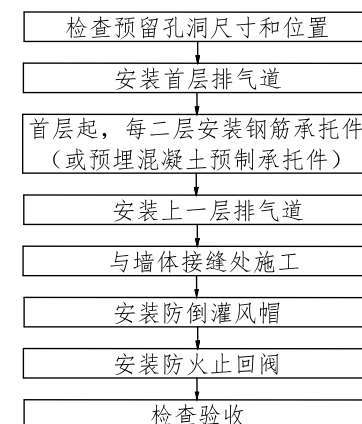 检查预留孔洞尺寸和位置
安装首层排气道
首层起，每二层安装钢筋承托件
（或预埋混凝土预制承托件）
安装上一层排气道
与墙体接缝处施工
安装防倒灌风帽
安装防火止回阀
检查验收